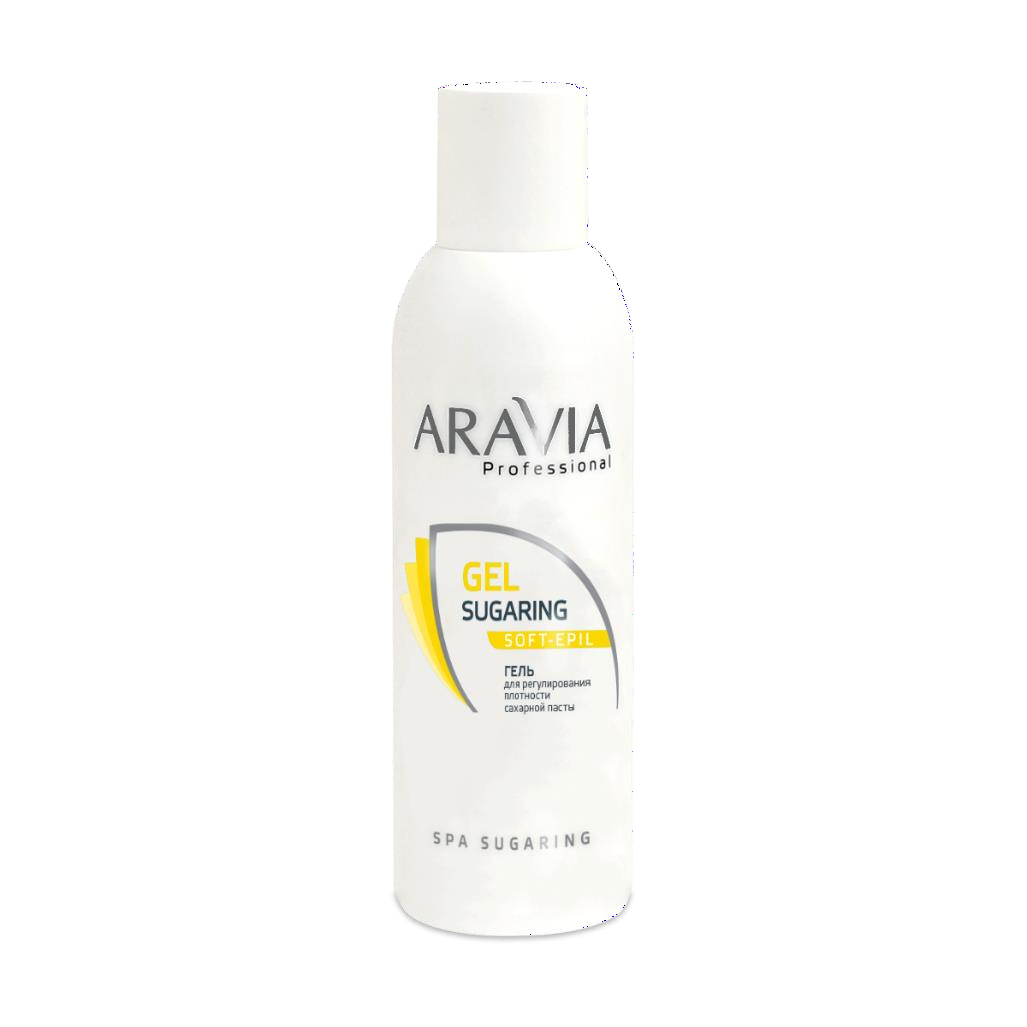 ARAVIA
Professional
GEL
SUGARING
SOFT-EPIL
ГЕЛЬ
для регулирования
плотности
сахарной пасты
SPA SUGARING